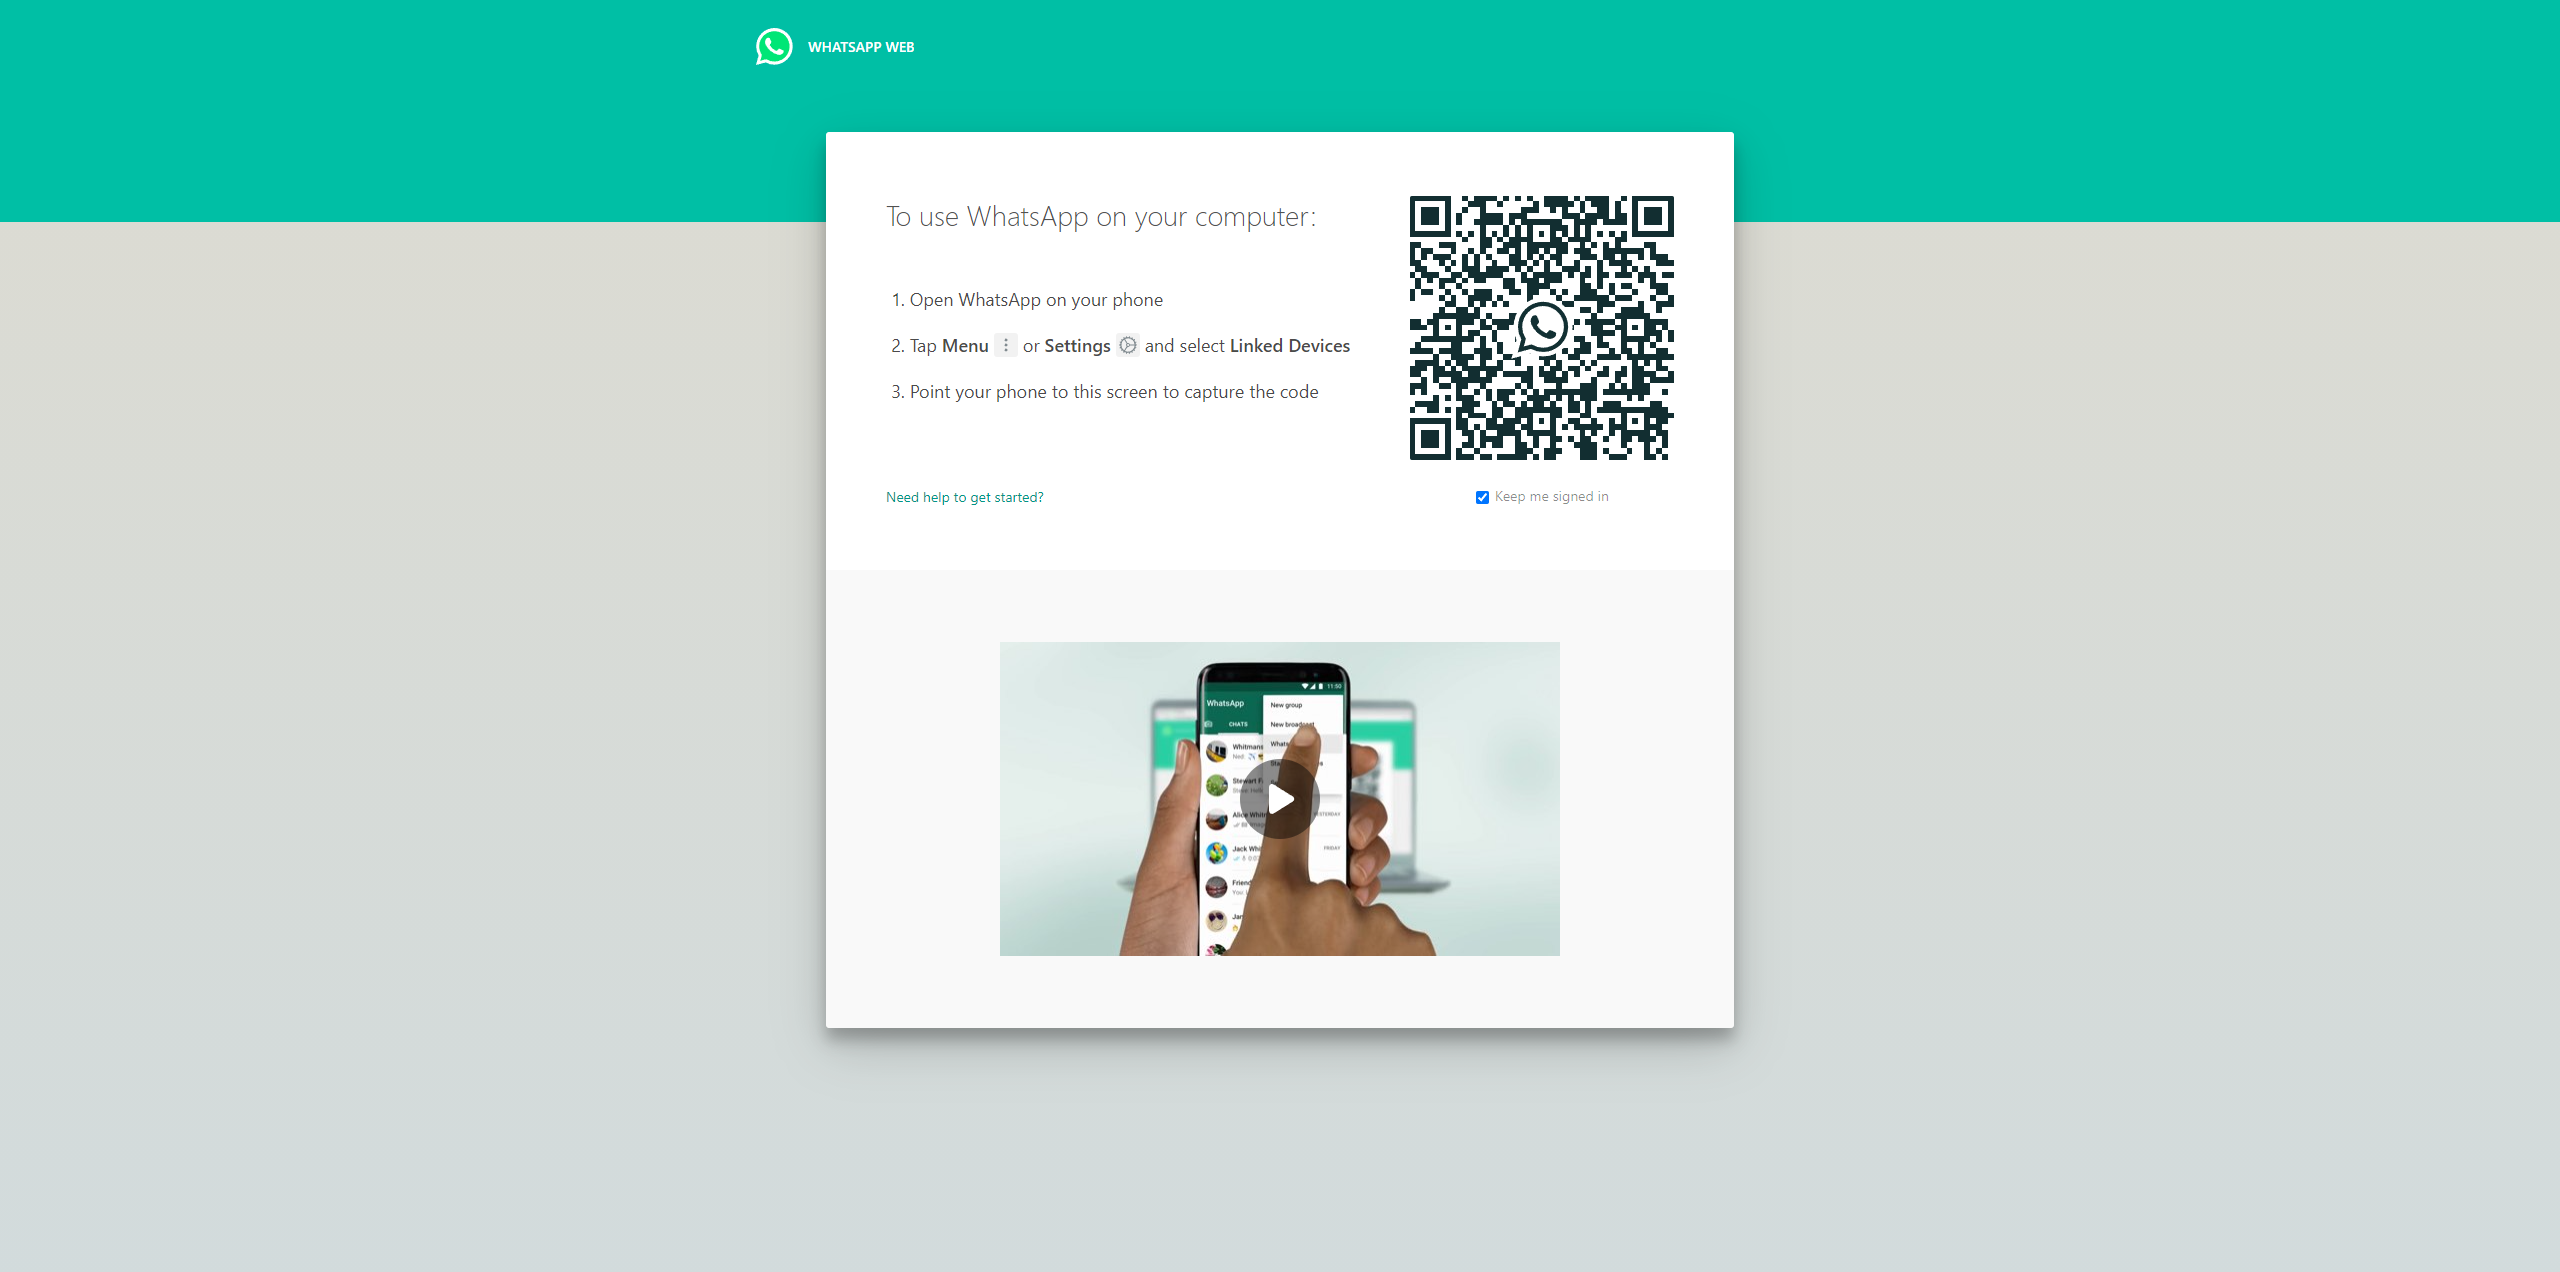 WHATSAPP WEB
To use WhatsApp on your computer:
1. Open WhatsApp on your phone
2. Tap Menu or Settings and select Linked Devices
3. Point your phone to this screen to capture the code
Need help to get started?
Keep me signed in
11:50
WhatsApp
New group
New broadcast
CHATS
Whitmans
Stewart F
Alice Whit
YESTERDAY
Jack Whi
FRIDAY
Friend